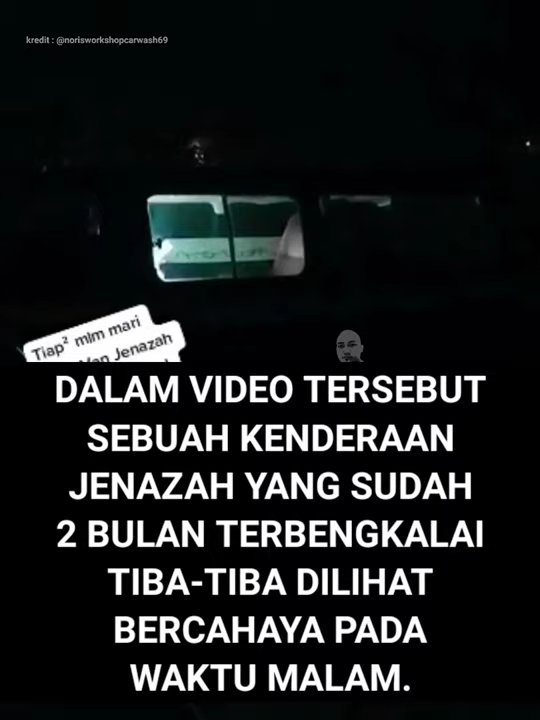 kredit : @norisworkshopcarwash69
Tiap² mlm mari
Van Jenazah
DALAM VIDEO TERSEBUT
SEBUAH KENDERAAN
JENAZAH YANG SUDAH
2 BULAN TERBENGKALAI
TIBA-TIBA DILIHAT
BERCAHAYA PADA
WAKTU MALAM.